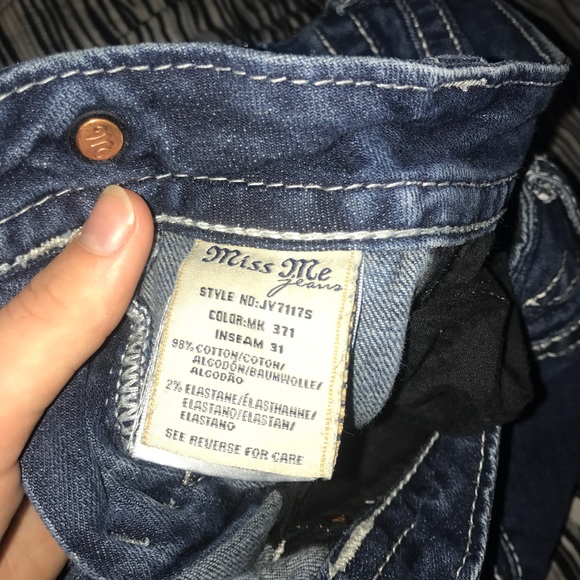 Miss Me
Jeans
STYLE NO:JY7117S
COLOR:MK 371
INSEAM 31
98% COTTON/COTON/
ALGODÓN/BAUMWOLLE/
ALGODÃO
2% ELASTANE/ÉLASTHANNE/
ELASTANO/ELASTAN/
ELASTANO
SEE REVERSE FOR CARE